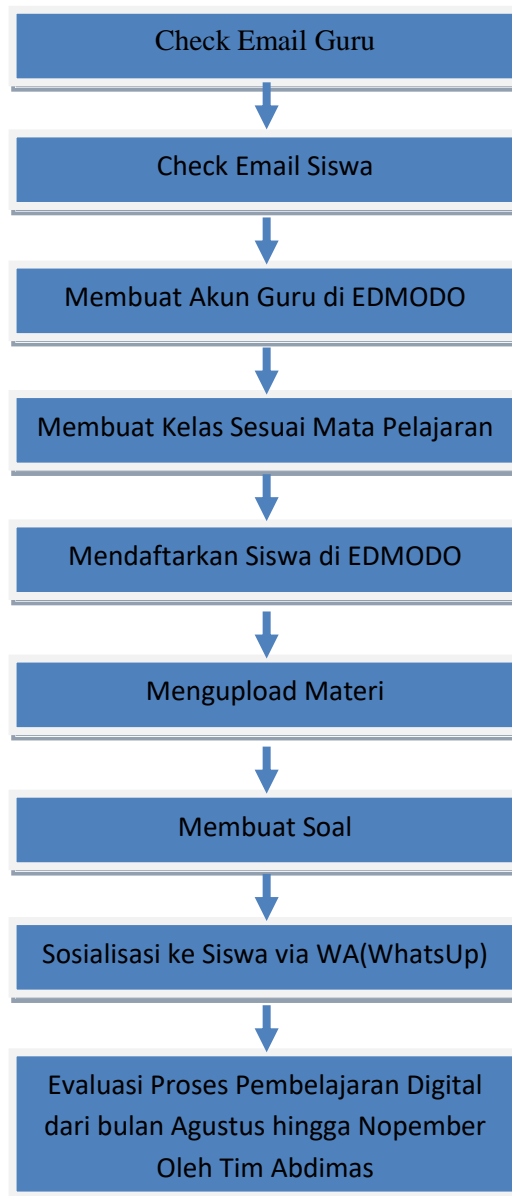 Check Email Guru
Check Email Siswa
Membuat Akun Guru di EDMODO
Membuat Kelas Sesuai Mata Pelajaran
Mendaftarkan Siswa di EDMODO
Mengupload Materi
Membuat Soal
Sosialisasi ke Siswa via WA(WhatsUp)
Evaluasi Proses Pembelajaran Digital
dari bulan Agustus hingga Nopember
Oleh Tim Abdimas